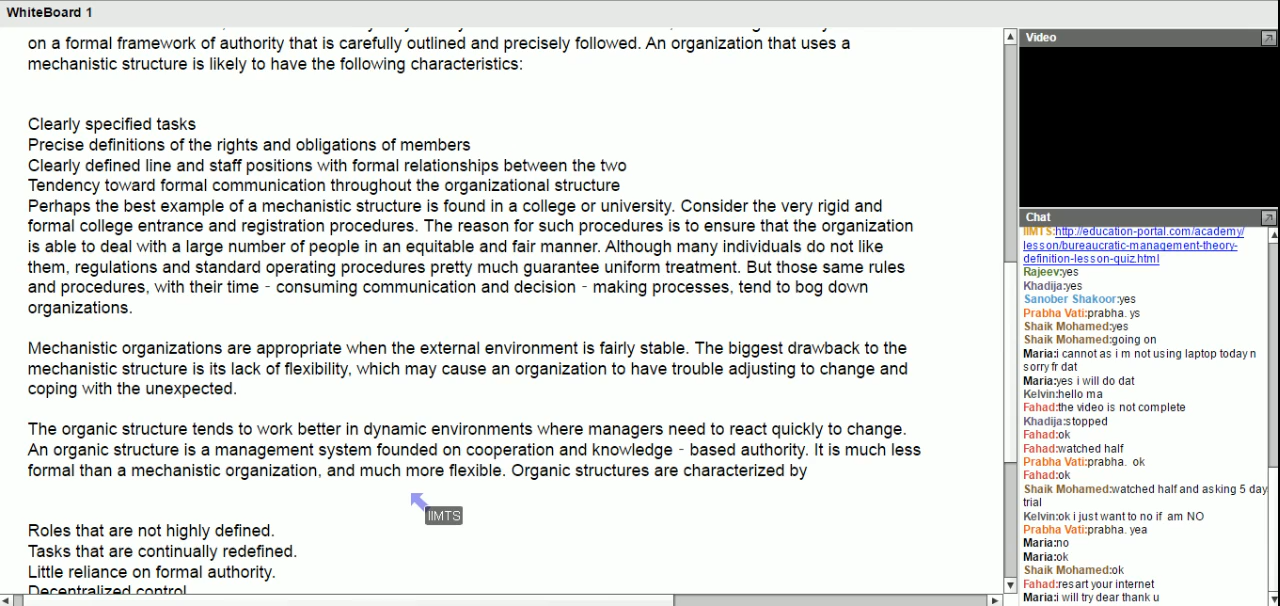 WhiteBoard 1
on a formal framework of authority that is carefully outlined and precisely followed. An organization that uses a
mechanistic structure is likely to have the following characteristics:
Clearly specified tasks
Precise definitions of the rights and obligations of members
Clearly defined line and staff positions with formal relationships between the two
Tendency toward formal communication throughout the organizational structure
Perhaps the best example of a mechanistic structure is found in a college or university. Consider the very rigid and
formal college entrance and registration procedures. The reason for such procedures is to ensure that the organization
is able to deal with a large number of people in an equitable and fair manner. Although many individuals do not like
them, regulations and standard operating procedures pretty much guarantee uniform treatment. But those same rules
and procedures, with their time - consuming communication and decision - making processes, tend to bog down
organizations.
Mechanistic organizations are appropriate when the external environment is fairly stable. The biggest drawback to the
mechanistic structure is its lack of flexibility, which may cause an organization to have trouble adjusting to change and
coping with the unexpected.
The organic structure tends to work better in dynamic environments where managers need to react quickly to change.
An organic structure is a management system founded on cooperation and knowledge - based authority. It is much less
formal than a mechanistic organization, and much more flexible. Organic structures are characterized by
IIMTS
Roles that are not highly defined.
Tasks that are continually redefined.
Little reliance on formal authority.
Decentralized control
Video
Chat
IIMTS:http://education-portal.com/academy/
lesson/bureaucratic-management-theory-
definition-lesson-quiz.html
Rajeev:yes
Khadija:yes
Sanober Shakoor:yes
Prabha Vati:prabha. ys
Shaik Mohamed:yes
Shaik Mohamed:going on
Maria:i cannot as i m not using laptop today n
sorry fr dat
Maria:yes i will do dat
Kelvin:hello ma
Fahad:the video is not complete
Khadija:stopped
Fahad:ok
Fahad:watched half
Prabha Vati:prabha. ok
Fahad:ok
Shaik Mohamed:watched half and asking 5 day
trial
Kelvin:ok i just want to no if am NO
Prabha Vati:prabha. yea
Maria:no
Maria:ok
Shaik Mohamed:ok
Fahad:resart your internet
Maria:i will try dear thank u